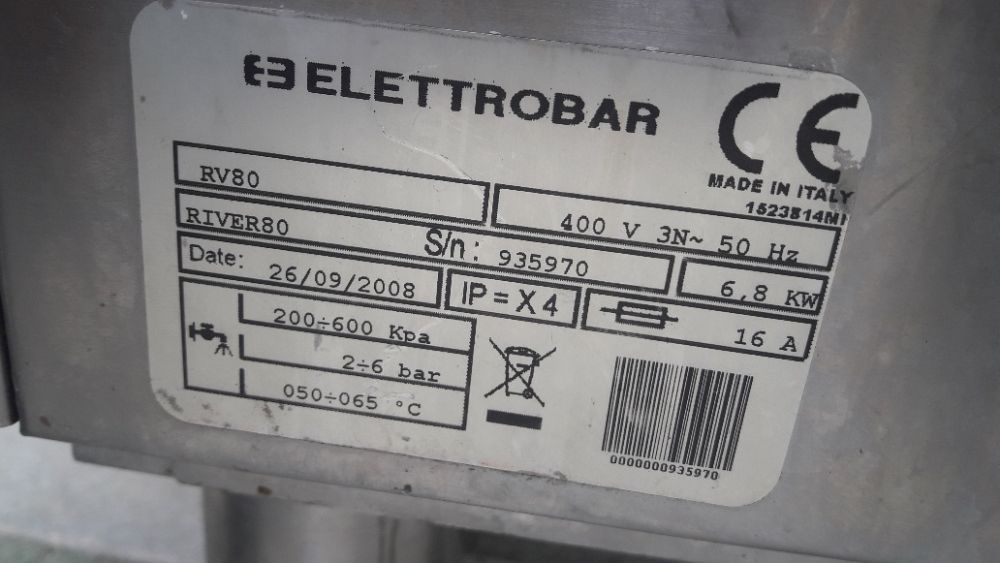 ELETTROBAR
CE
MADE IN ITALY
1523814MI
RV80
400 V 3N~ 50 Hz
RIVER80
S/n: 935970
6,8 KW
Date: 26/09/2008
IP=X4
16 A
200÷600 Kpa
2÷6 bar
050÷065 °C
0000000935970